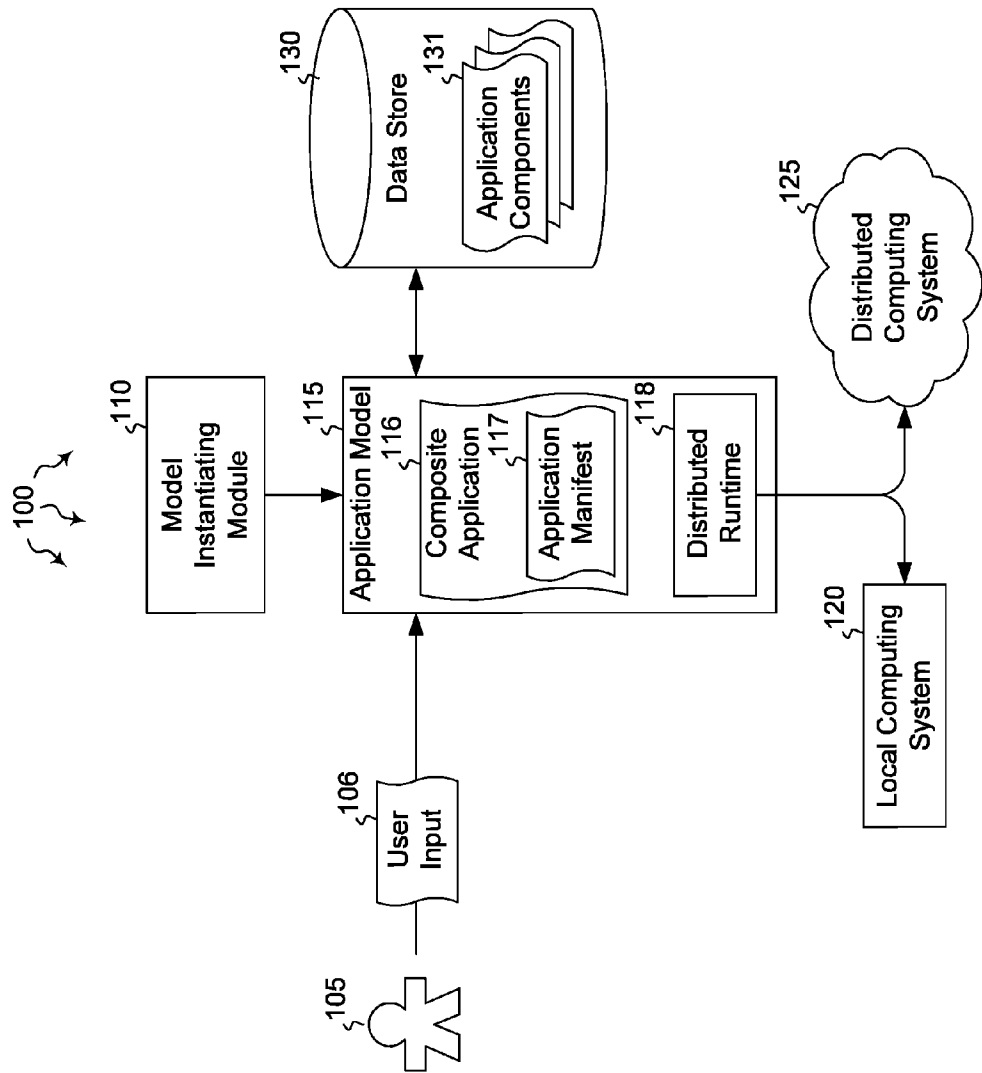 100
110
Model
Instantiating
Module
105
106
User
Input
115
Application Model
116
Composite
Application
117
Application
Manifest
118
Distributed
Runtime
130
Data Store
131
Application
Components
120
Local Computing
System
125
Distributed
Computing
System